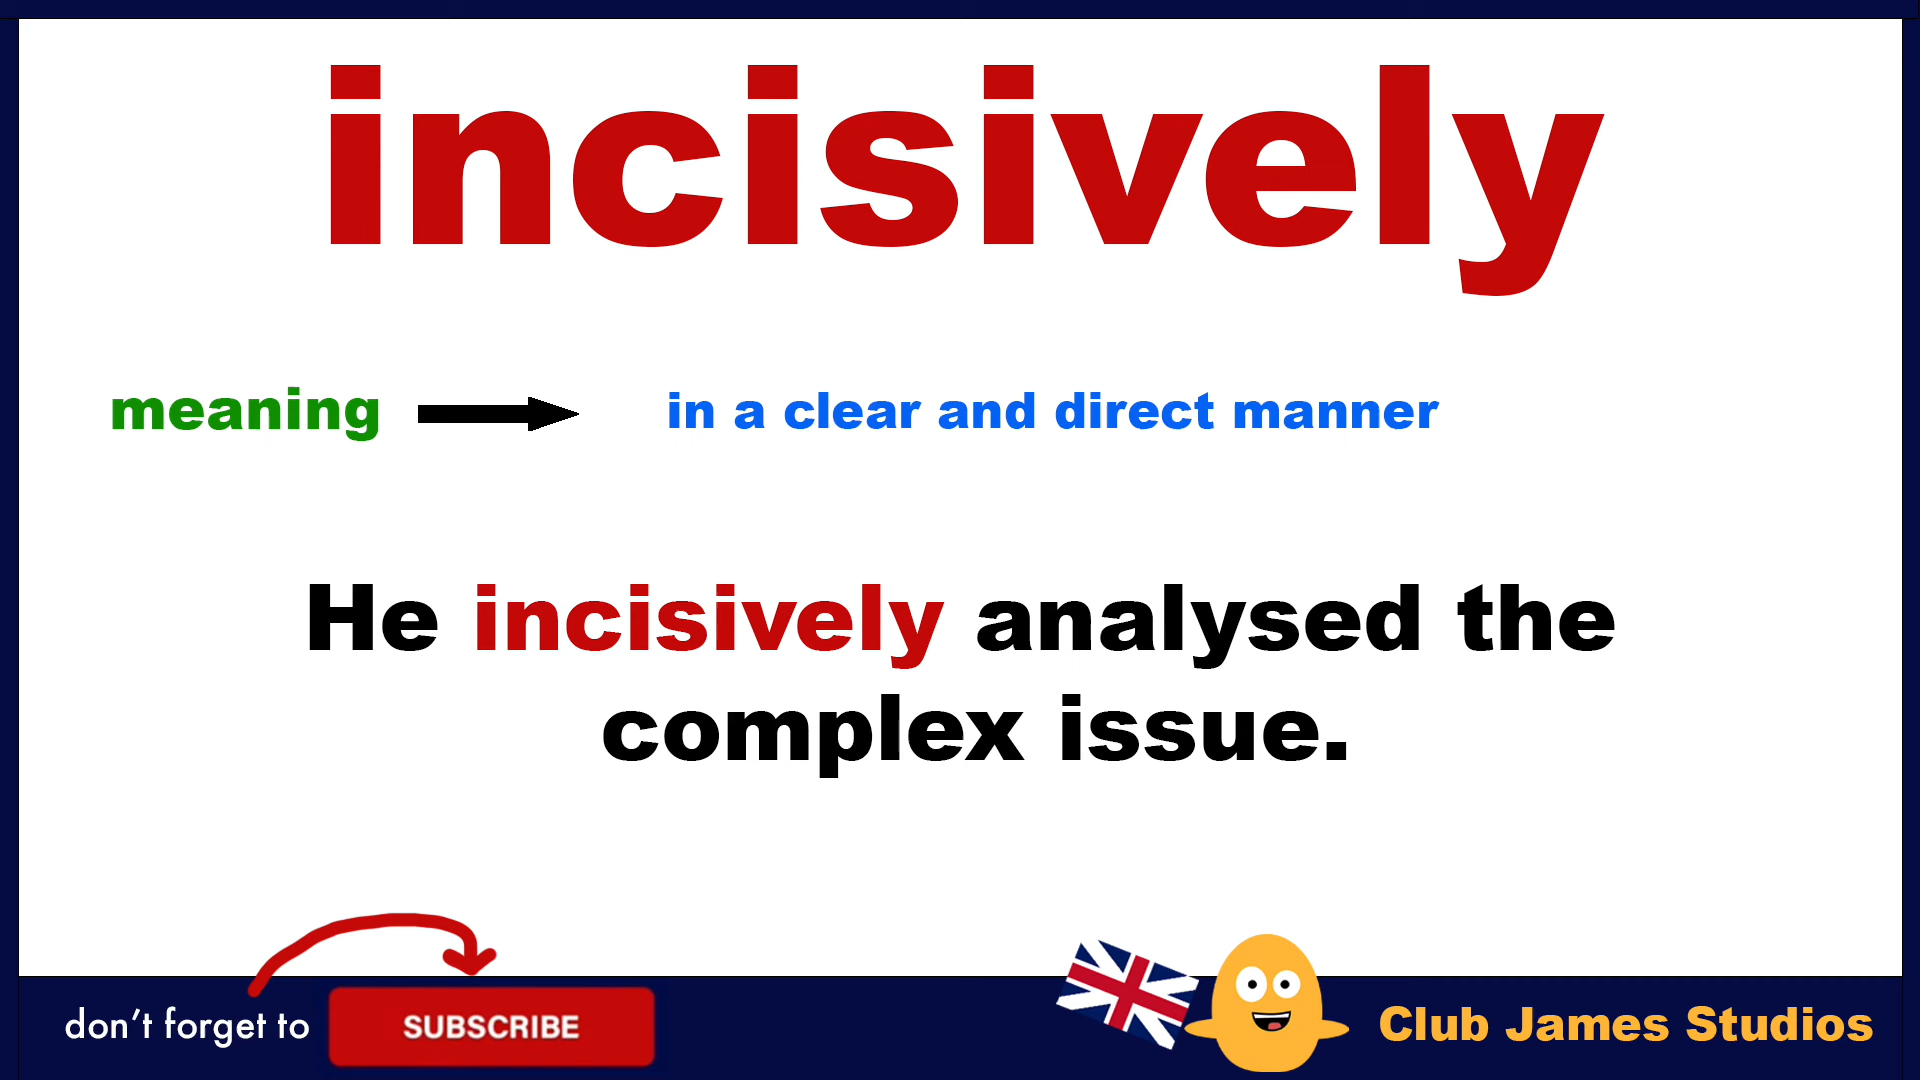 incisively
meaning
in a clear and direct manner
He incisively analysed the
complex issue.
don't forget to
SUBSCRIBE
Club James Studios